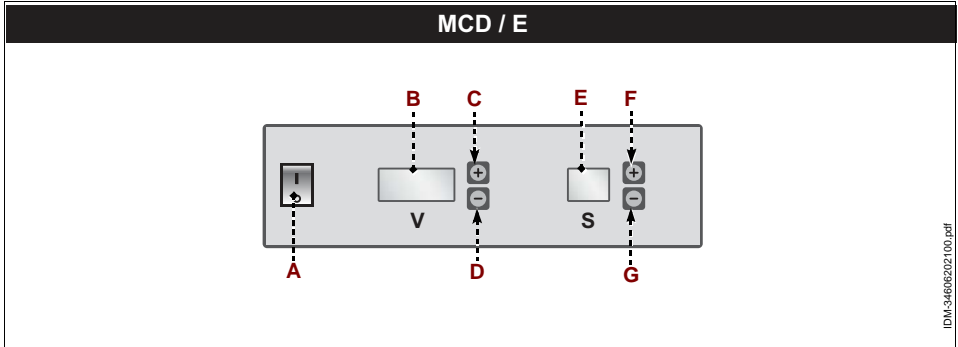 MCD / E
B C E F
I
O
+ +
− −
V S
A D G
IDM-34606202100.pdf